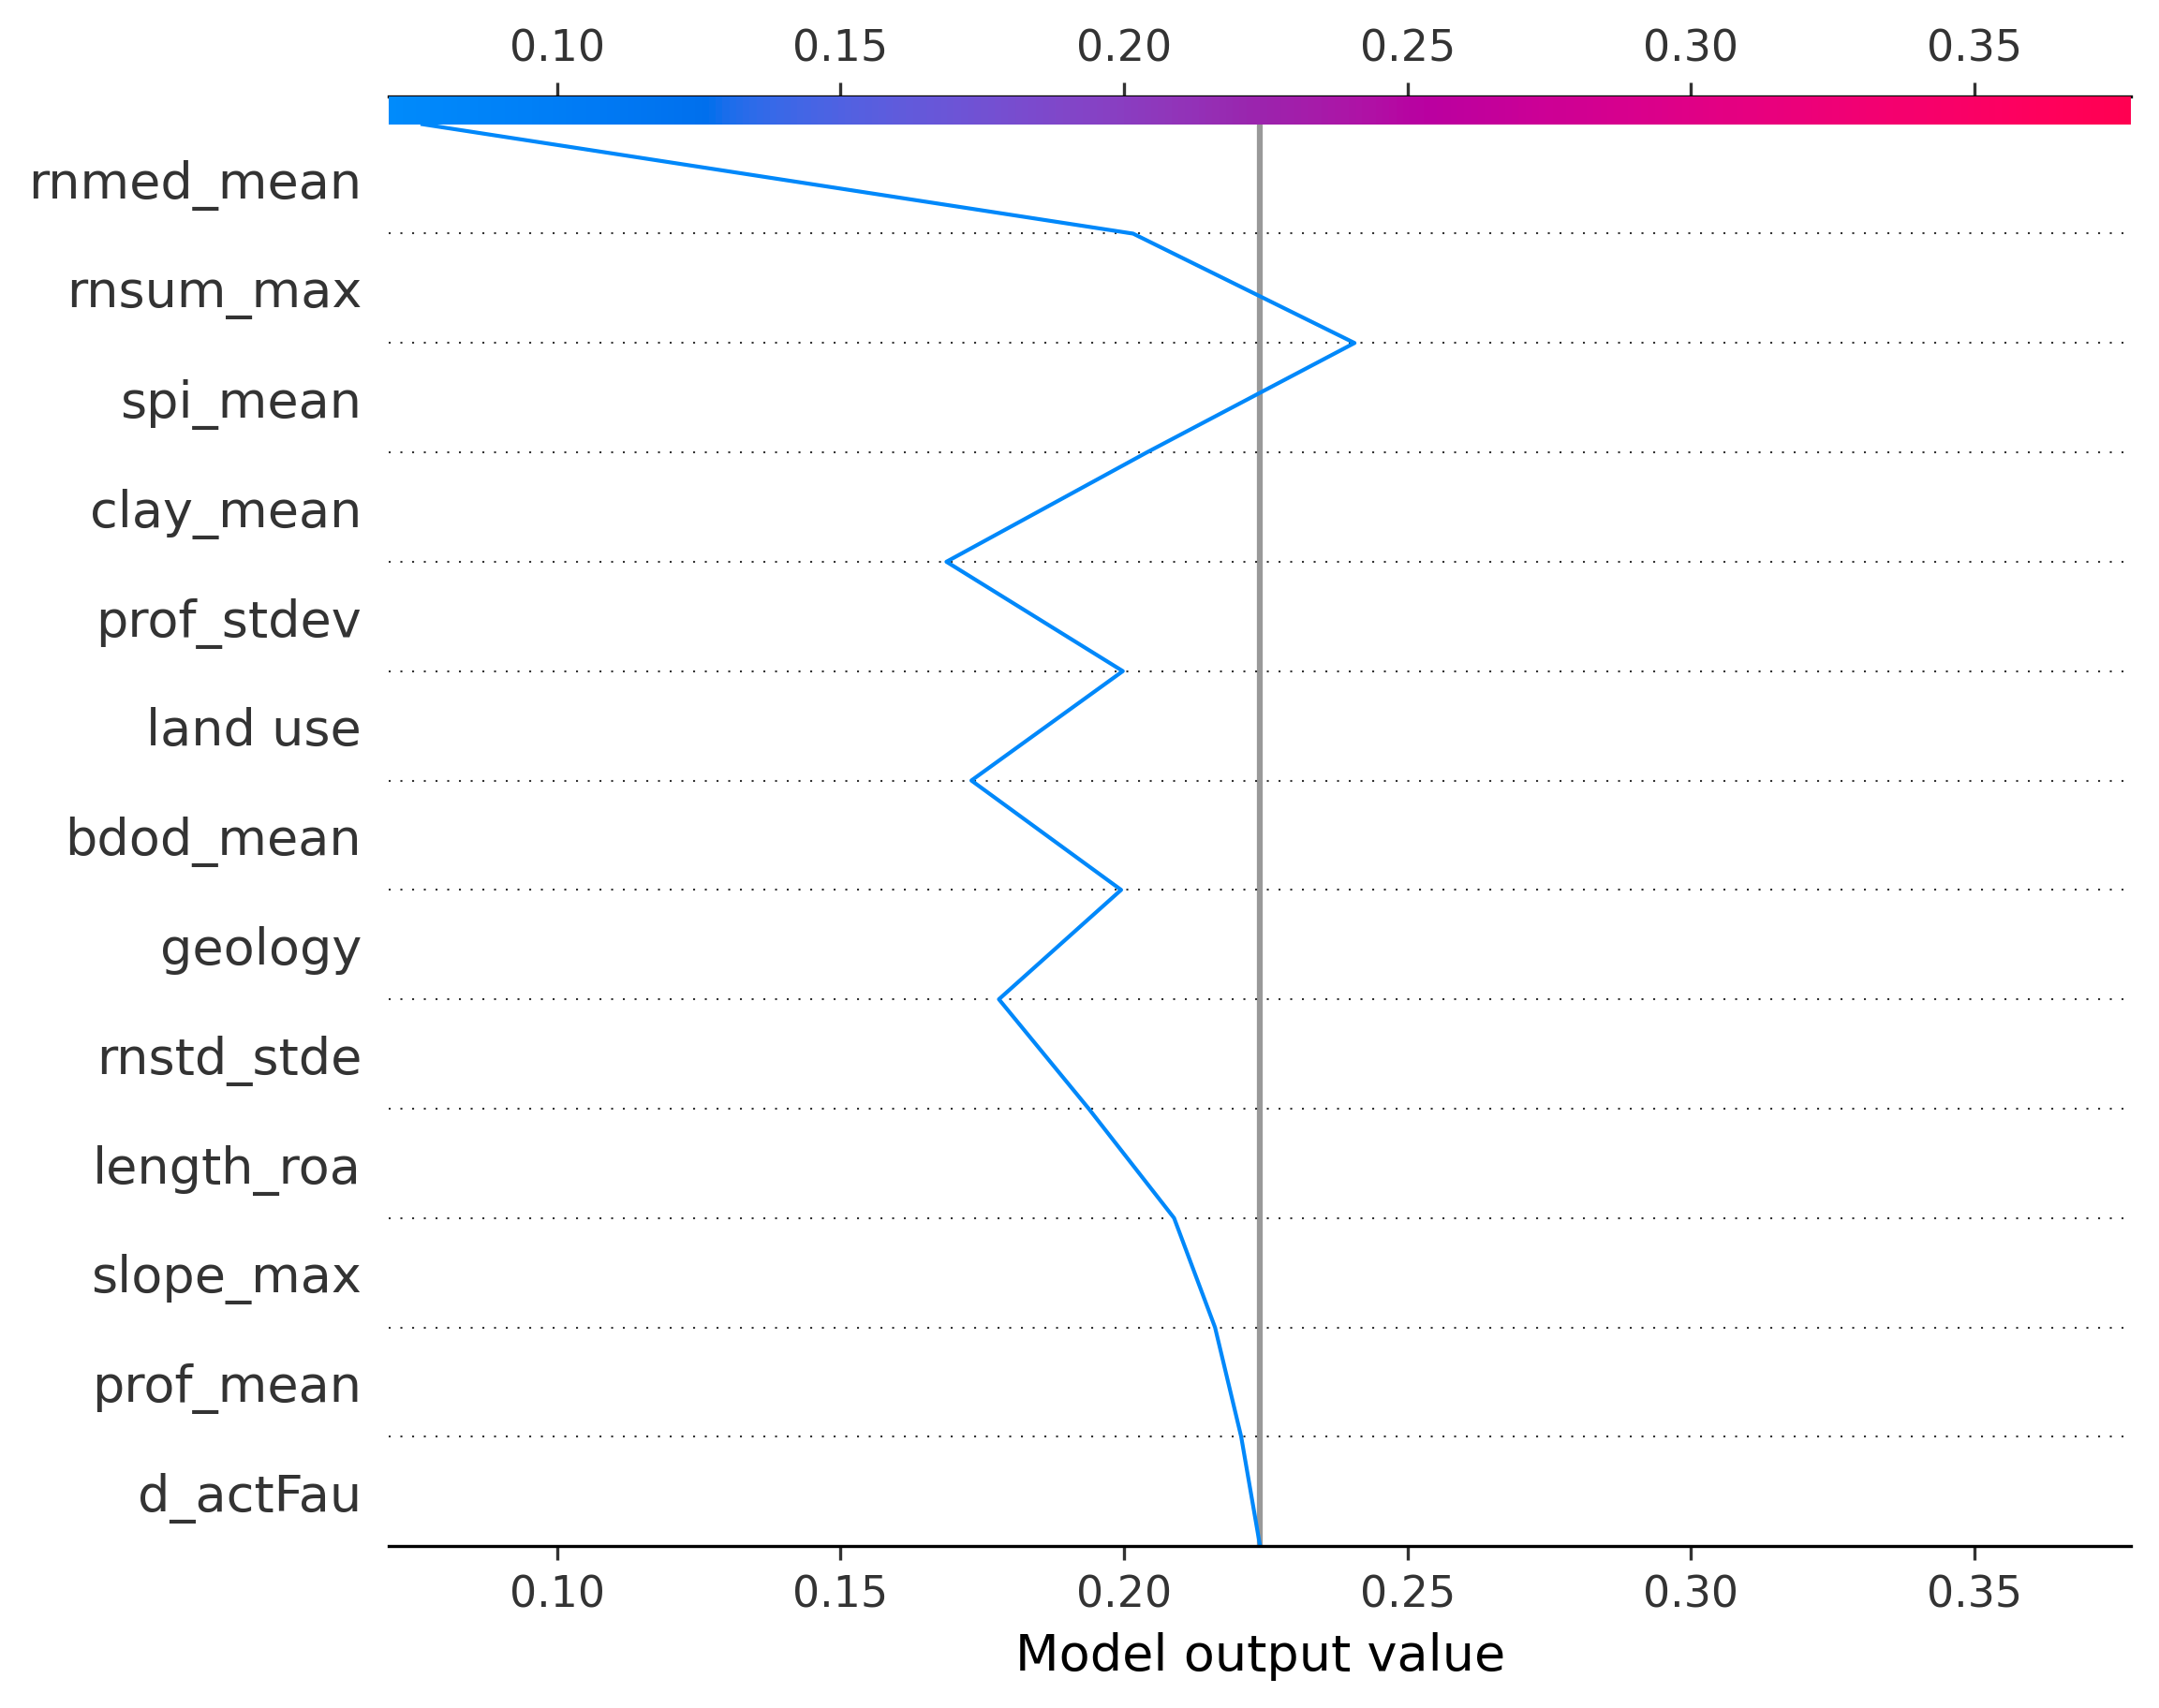 0.10 0.15 0.20 0.25 0.30 0.35
rnmed_mean
rnsum_max
spi_mean
clay_mean
prof_stdev
land use
bdod_mean
geology
rnstd_stde
length_roa
slope_max
prof_mean
d_actFau
0.10 0.15 0.20 0.25 0.30 0.35
Model output value